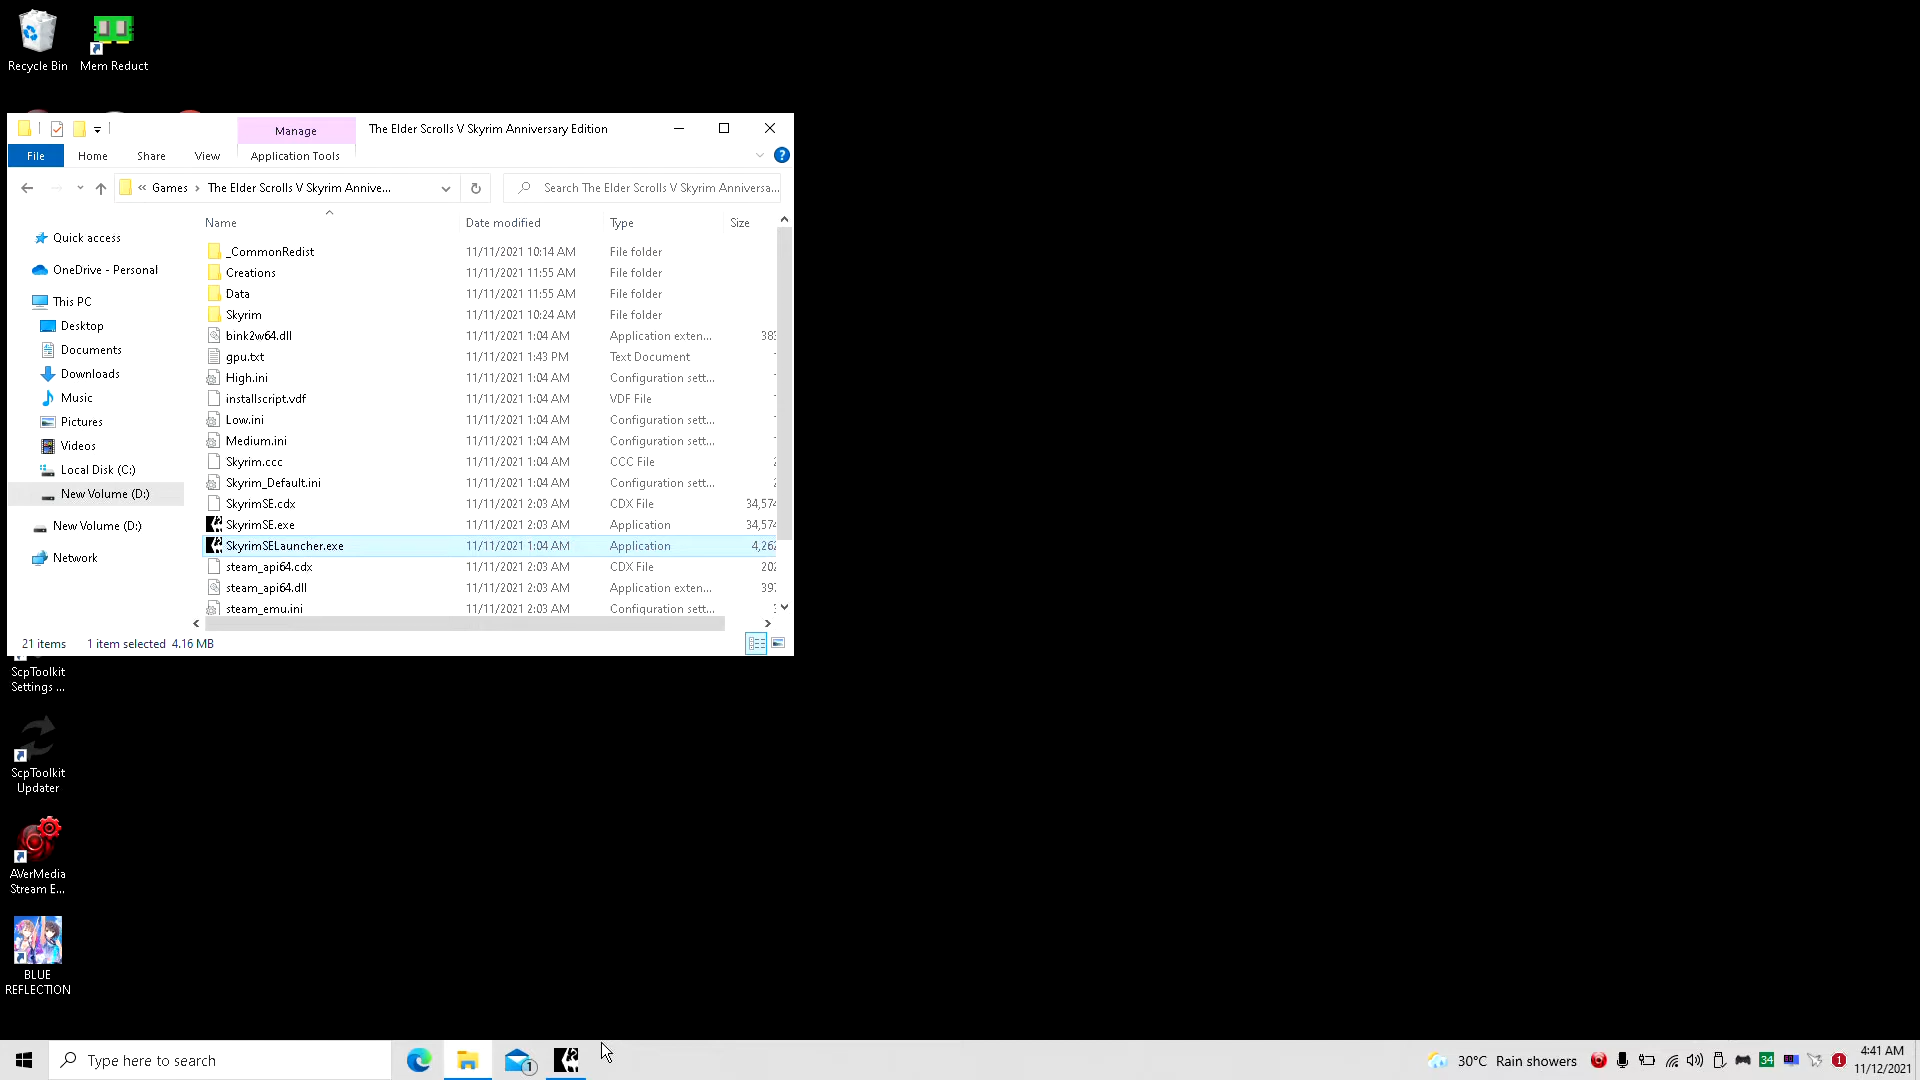 Recycle Bin
Mem Reduct
Manage
The Elder Scrolls V Skyrim Anniversary Edition
File
Home
Share
View
Application Tools
?
« Games › The Elder Scrolls V Skyrim Annive...
Search The Elder Scrolls V Skyrim Anniversa...
Name
Date modified
Type
Size
Quick access
OneDrive - Personal
This PC
Desktop
Documents
Downloads
Music
Pictures
Videos
Local Disk (C:)
New Volume (D:)
New Volume (D:)
Network
_CommonRedist 11/11/2021 10:14 AM File folder
Creations 11/11/2021 11:55 AM File folder
Data 11/11/2021 11:55 AM File folder
Skyrim 11/11/2021 10:24 AM File folder
bink2w64.dll 11/11/2021 1:04 AM Application exten...
gpu.txt 11/11/2021 1:43 PM Text Document
High.ini 11/11/2021 1:04 AM Configuration sett...
installscript.vdf 11/11/2021 1:04 AM VDF File
Low.ini 11/11/2021 1:04 AM Configuration sett...
Medium.ini 11/11/2021 1:04 AM Configuration sett...
Skyrim.ccc 11/11/2021 1:04 AM CCC File
Skyrim_Default.ini 11/11/2021 1:04 AM Configuration sett...
SkyrimSE.cdx 11/11/2021 2:03 AM CDX File 34,574
SkyrimSE.exe 11/11/2021 2:03 AM Application 34,574
SkyrimSELauncher.exe 11/11/2021 1:04 AM Application 4,262
steam_api64.cdx 11/11/2021 2:03 AM CDX File 202
steam_api64.dll 11/11/2021 2:03 AM Application exten... 397
steam_emu.ini 11/11/2021 2:03 AM Configuration sett...
21 items 1 item selected 4.16 MB
ScpToolkit
Settings ...
ScpToolkit
Updater
AVerMedia
Stream E...
BLUE
REFLECTION
Type here to search
1
30°C Rain showers
34
1
4:41 AM
11/12/2021